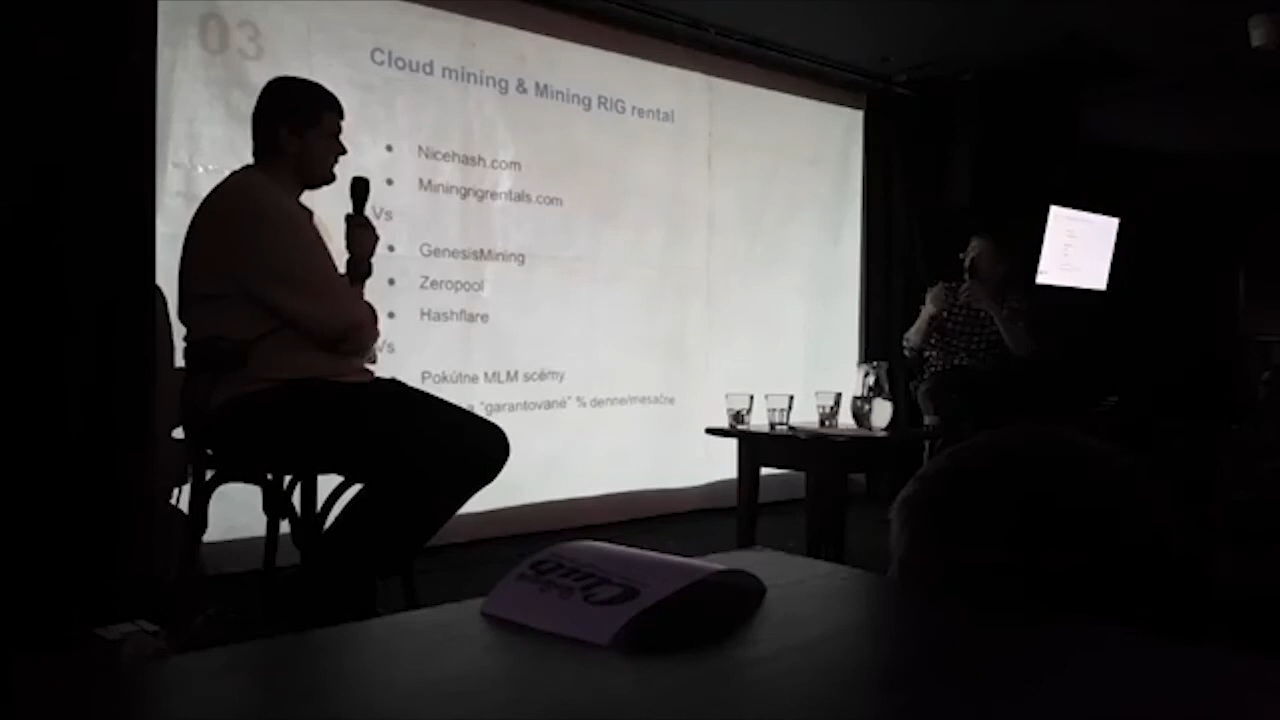 03
Cloud mining & Mining RIG rental
Nicehash.com
Miningrigrentals.com
Vs
GenesisMining
Zeropool
Hashflare
Vs
Pokútne MLM scémy
a "garantované" % denne/mesačne
Club